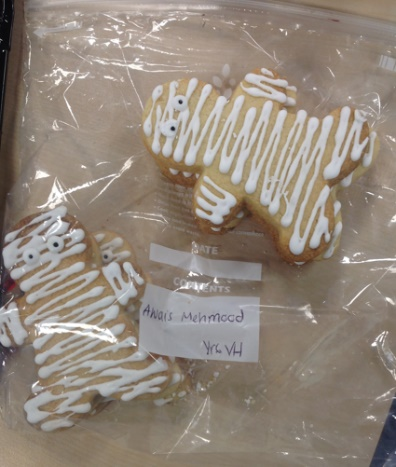 DATE
CONTENTS
Awais Mehmood
Yr6 VH